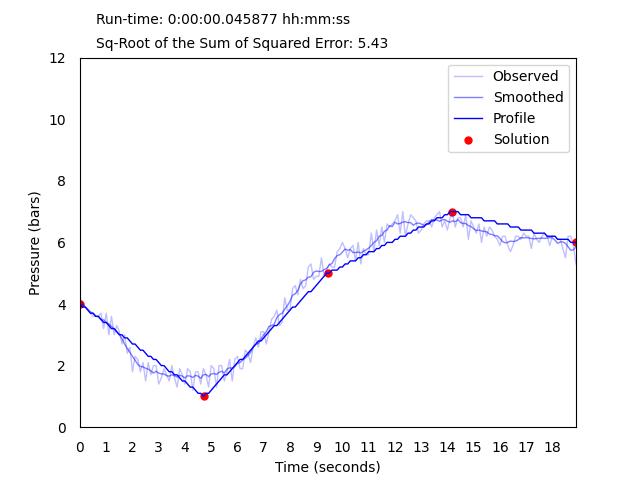 Run-time: 0:00:00.045877 hh:mm:ss
Sq-Root of the Sum of Squared Error: 5.43
12
10
8
6
4
2
0
Pressure (bars)
Observed
Smoothed
Profile
Solution
0 1 2 3 4 5 6 7 8 9 10 11 12 13 14 15 16 17 18
Time (seconds)